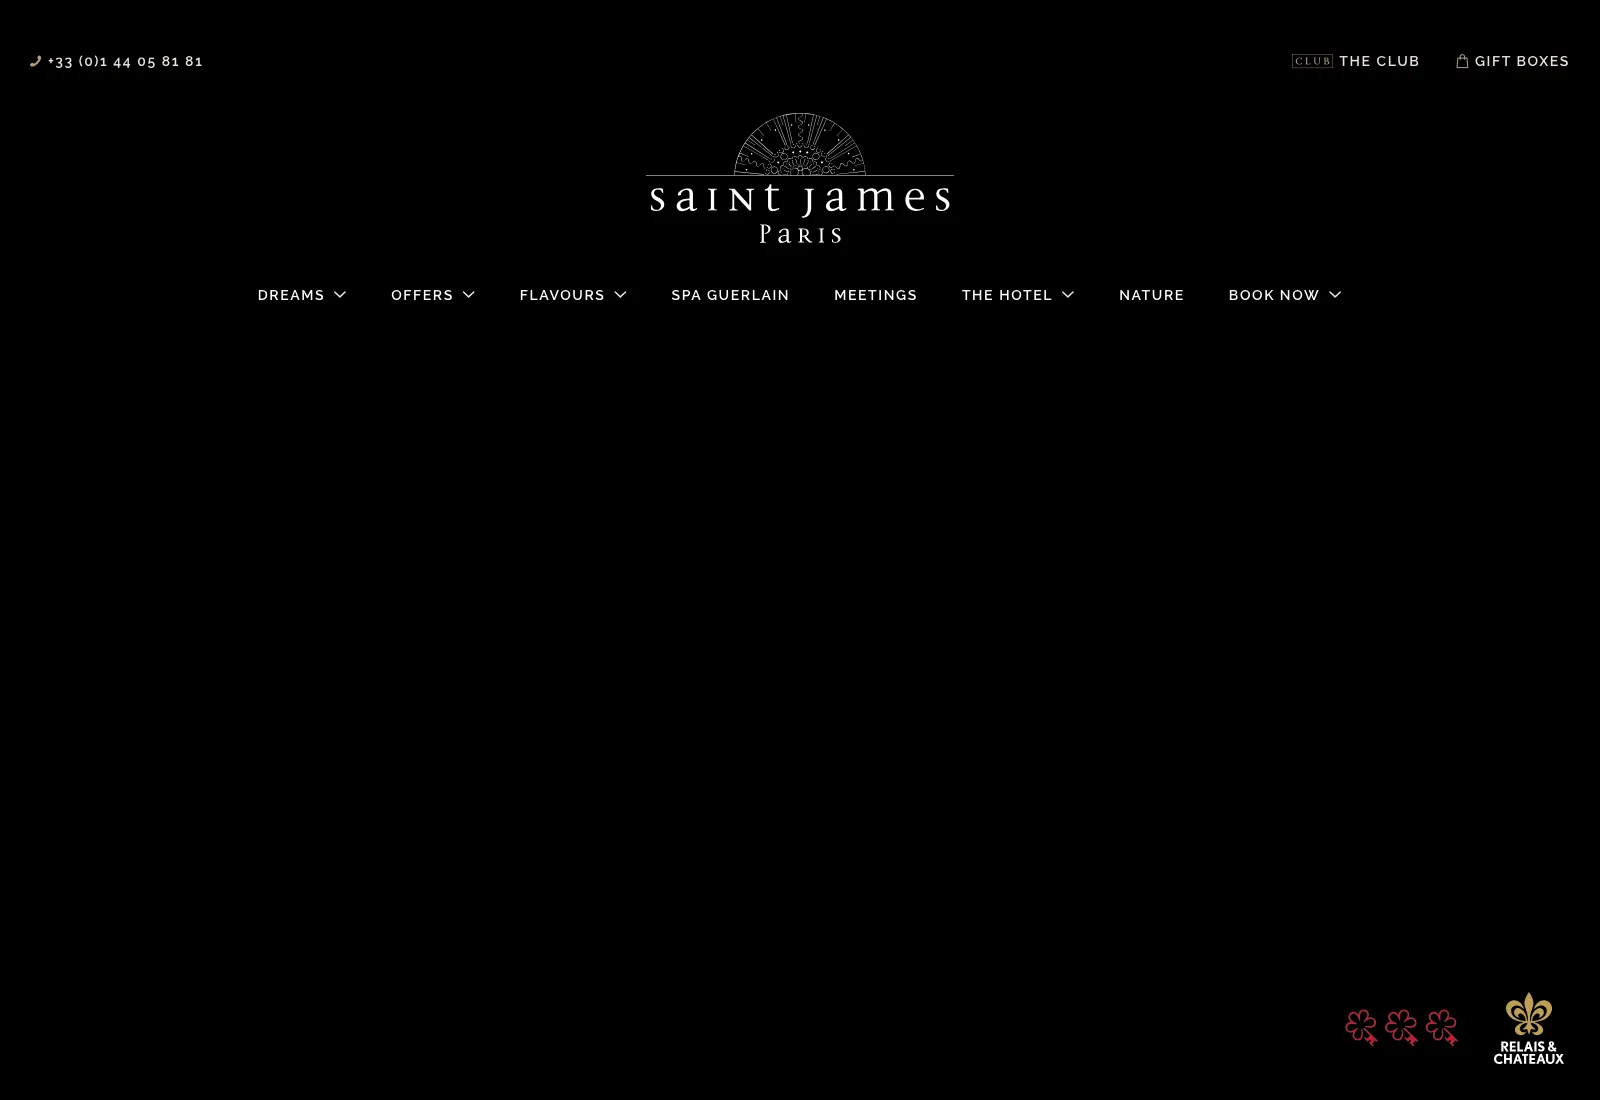 +33 (0)1 44 05 81 81
CLUB THE CLUB
GIFT BOXES
saint james
Paris
DREAMS
OFFERS
FLAVOURS
SPA GUERLAIN
MEETINGS
THE HOTEL
NATURE
BOOK NOW
RELAIS &
CHATEAUX